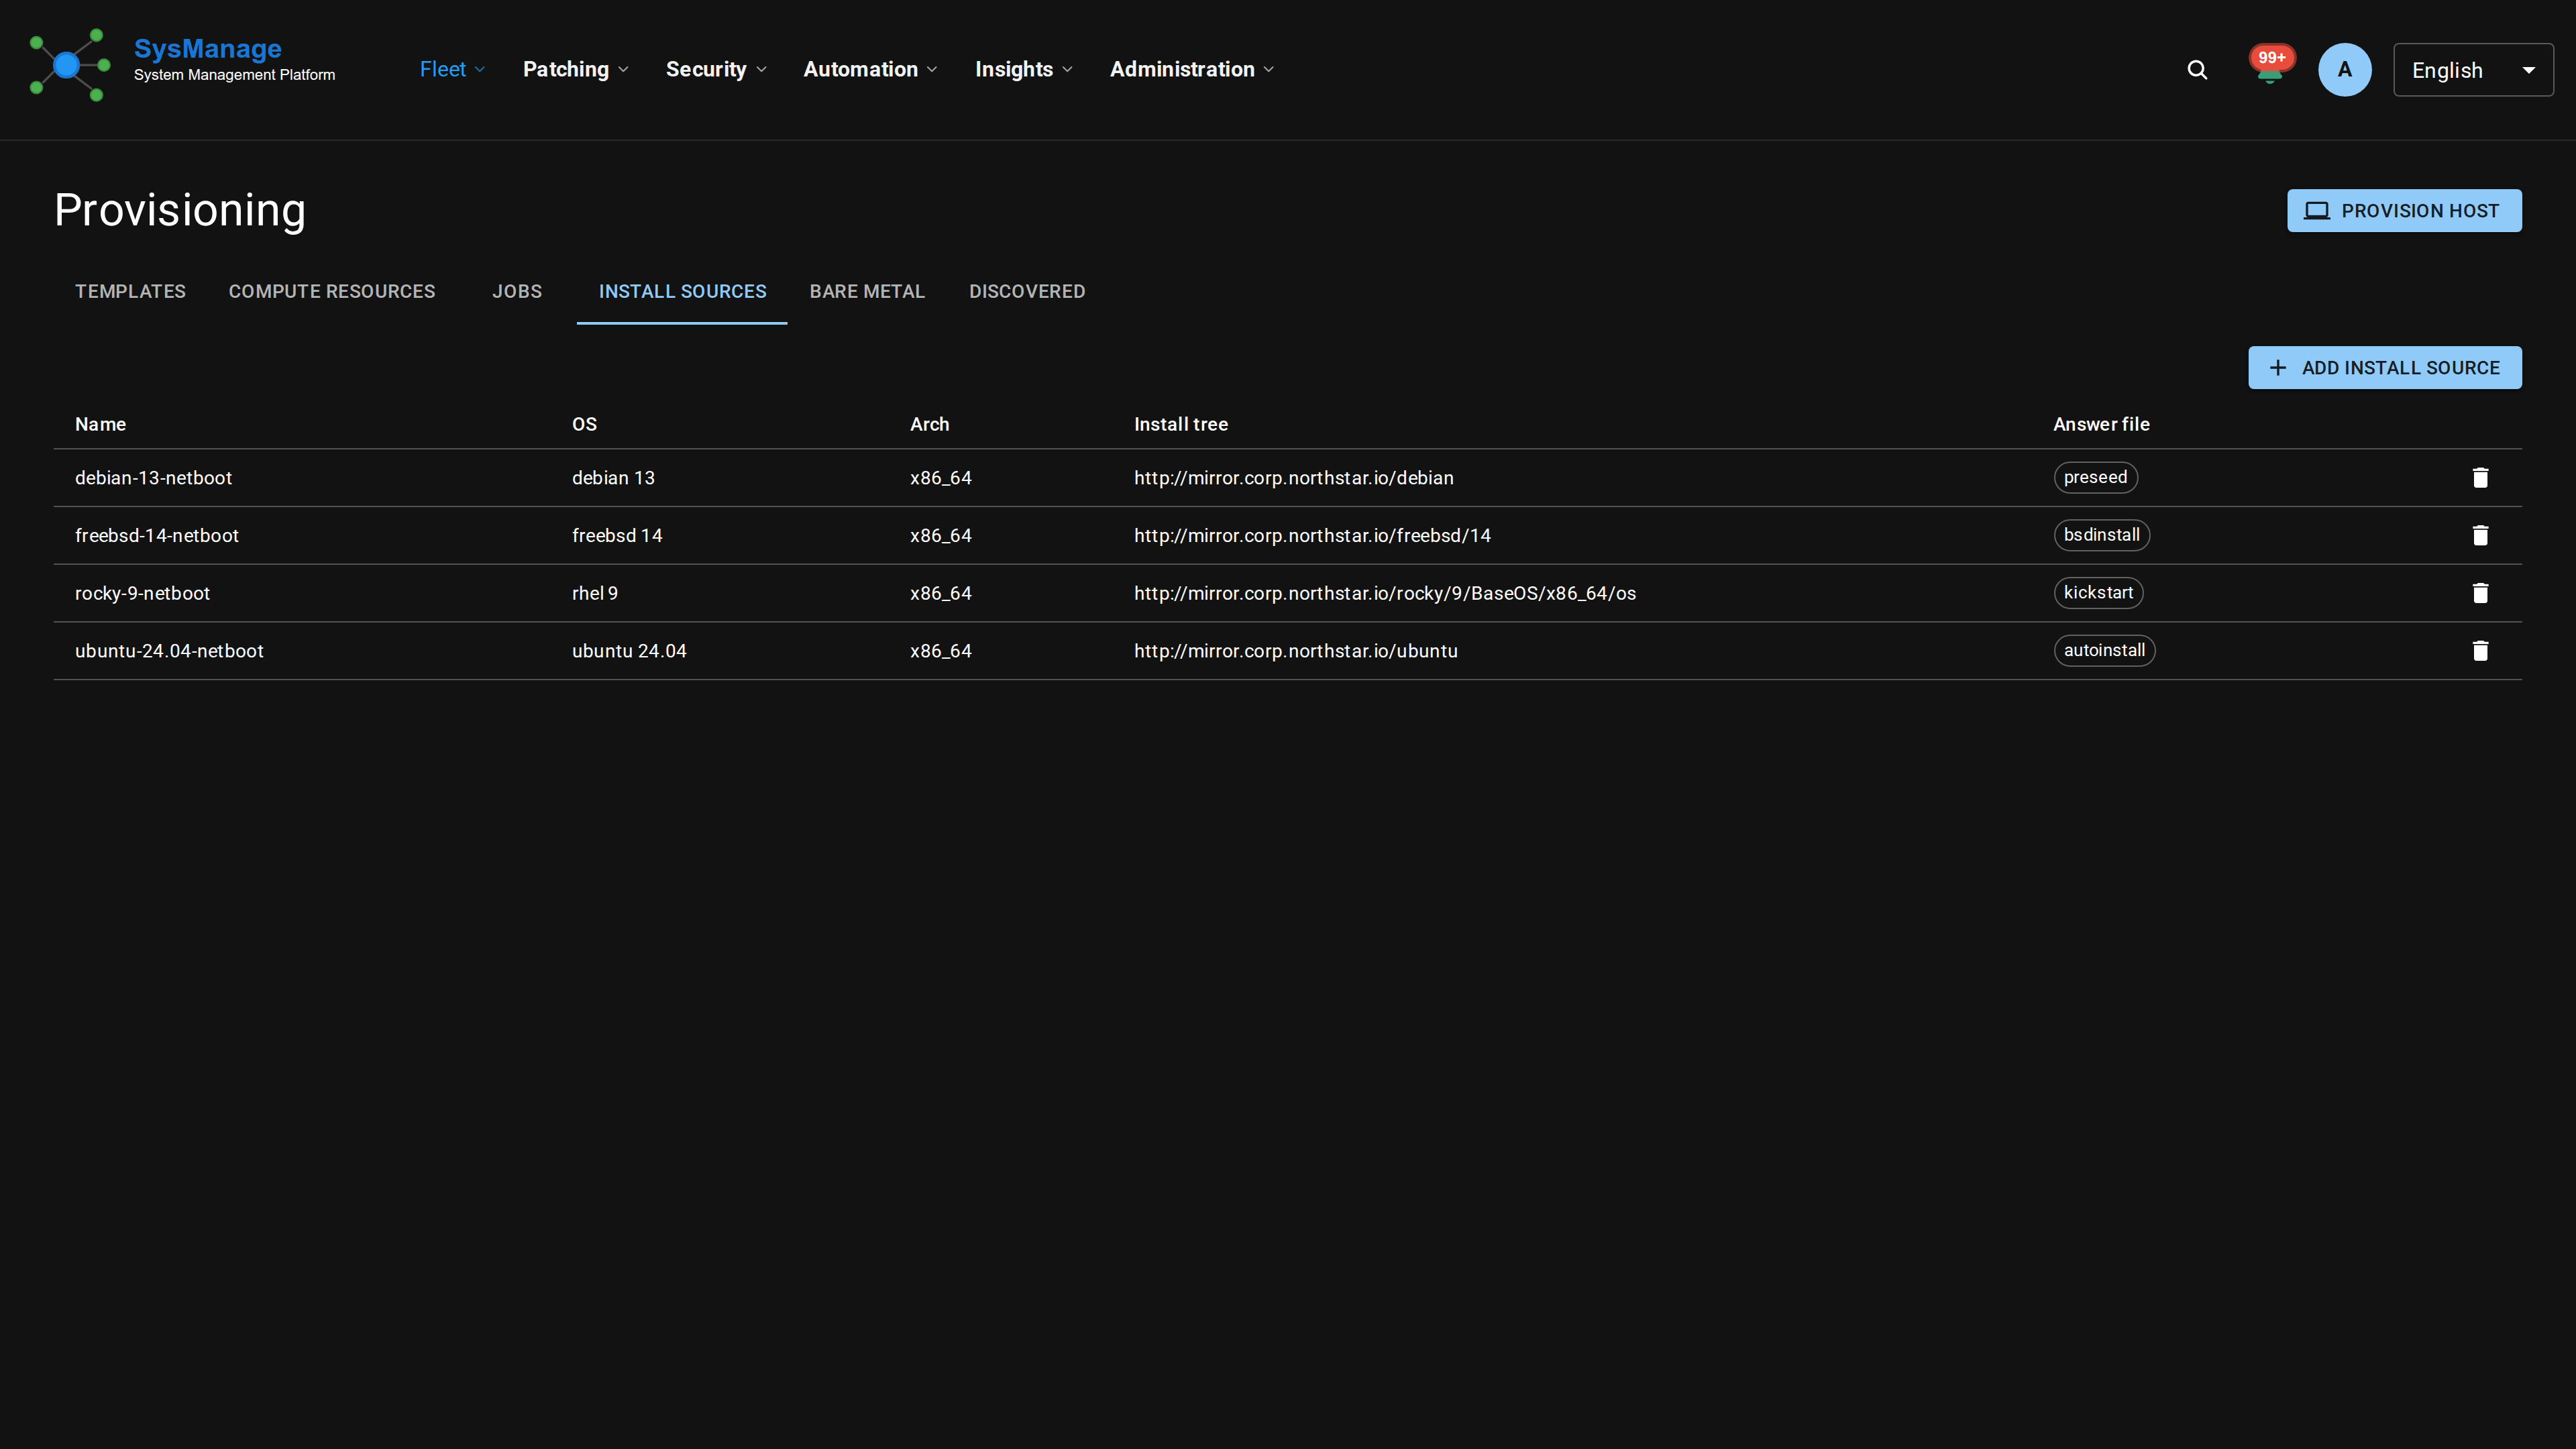 SysManage
System Management Platform
Fleet Patching Security Automation Insights Administration
99+
A
English
Provisioning
PROVISION HOST
TEMPLATES COMPUTE RESOURCES JOBS INSTALL SOURCES BARE METAL DISCOVERED
ADD INSTALL SOURCE
Name OS Arch Install tree Answer file
debian-13-netboot debian 13 x86_64 http://mirror.corp.northstar.io/debian preseed
freebsd-14-netboot freebsd 14 x86_64 http://mirror.corp.northstar.io/freebsd/14 bsdinstall
rocky-9-netboot rhel 9 x86_64 http://mirror.corp.northstar.io/rocky/9/BaseOS/x86_64/os kickstart
ubuntu-24.04-netboot ubuntu 24.04 x86_64 http://mirror.corp.northstar.io/ubuntu autoinstall